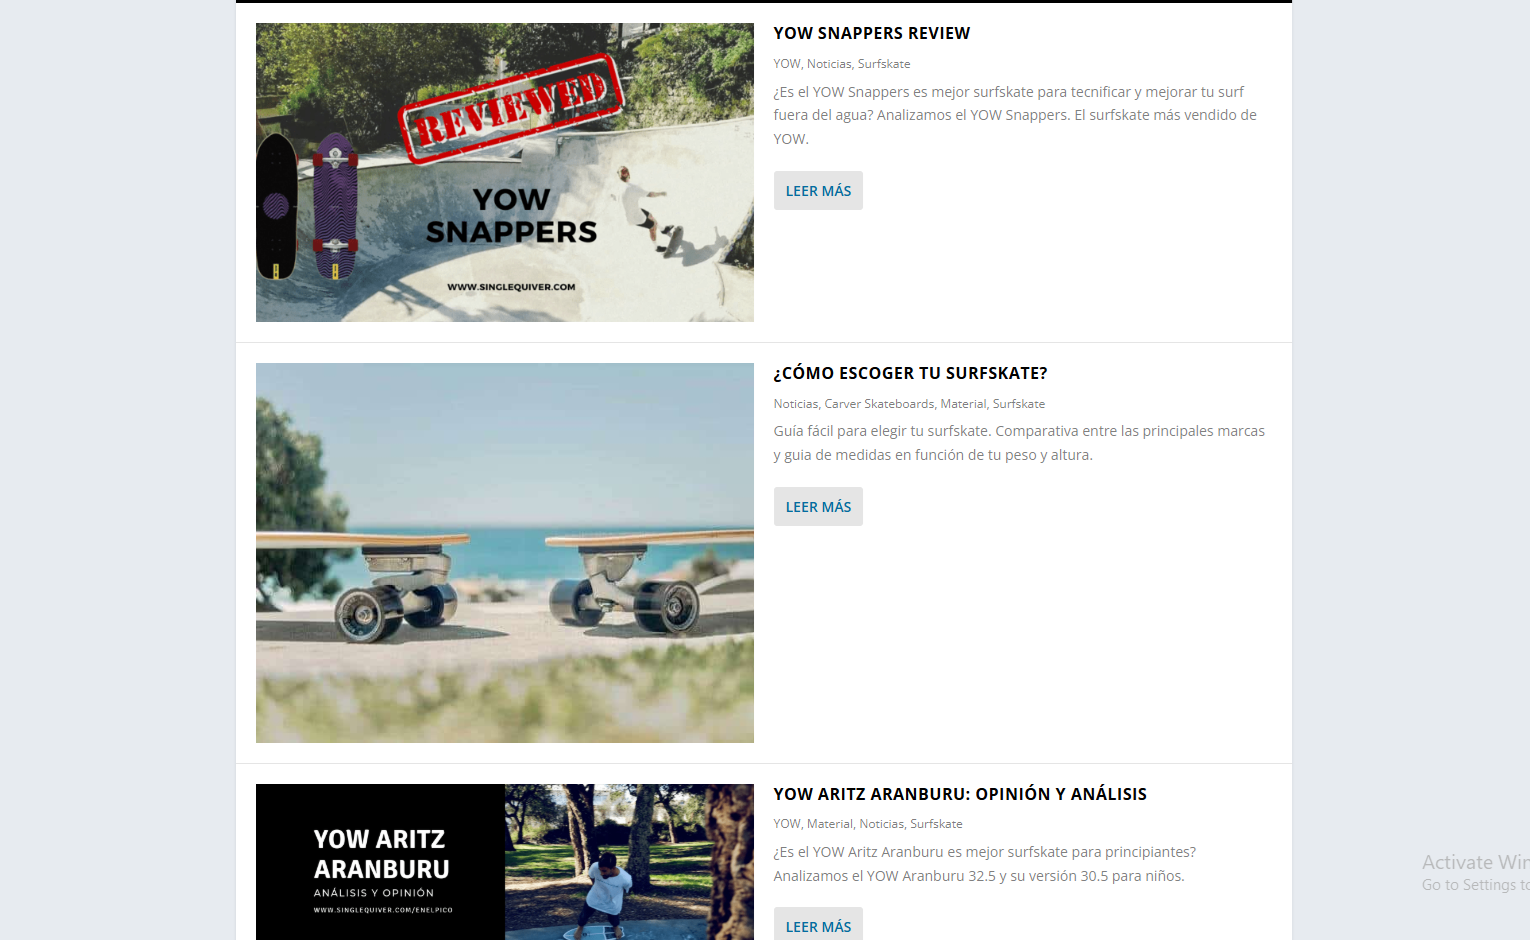 YOW SNAPPERS REVIEW
YOW, Noticias, Surfskate
¿Es el YOW Snappers es mejor surfskate para tecnificar y mejorar tu surf
fuera del agua? Analizamos el YOW Snappers. El surfskate más vendido de
YOW.
LEER MÁS
REVIEWED
YOW
SNAPPERS
WWW.SINGLEQUIVER.COM
¿CÓMO ESCOGER TU SURFSKATE?
Noticias, Carver Skateboards, Material, Surfskate
Guía fácil para elegir tu surfskate. Comparativa entre las principales marcas
y guia de medidas en función de tu peso y altura.
LEER MÁS
YOW ARITZ ARANBURU: OPINIÓN Y ANÁLISIS
YOW, Material, Noticias, Surfskate
¿Es el YOW Aritz Aranburu es mejor surfskate para principiantes?
Analizamos el YOW Aranburu 32.5 y su versión 30.5 para niños.
LEER MÁS
YOW ARITZ
ARANBURU
ANÁLISIS Y OPINIÓN
WWW.SINGLEQUIVER.COM/ENELPICO
Activate Win
Go to Settings to